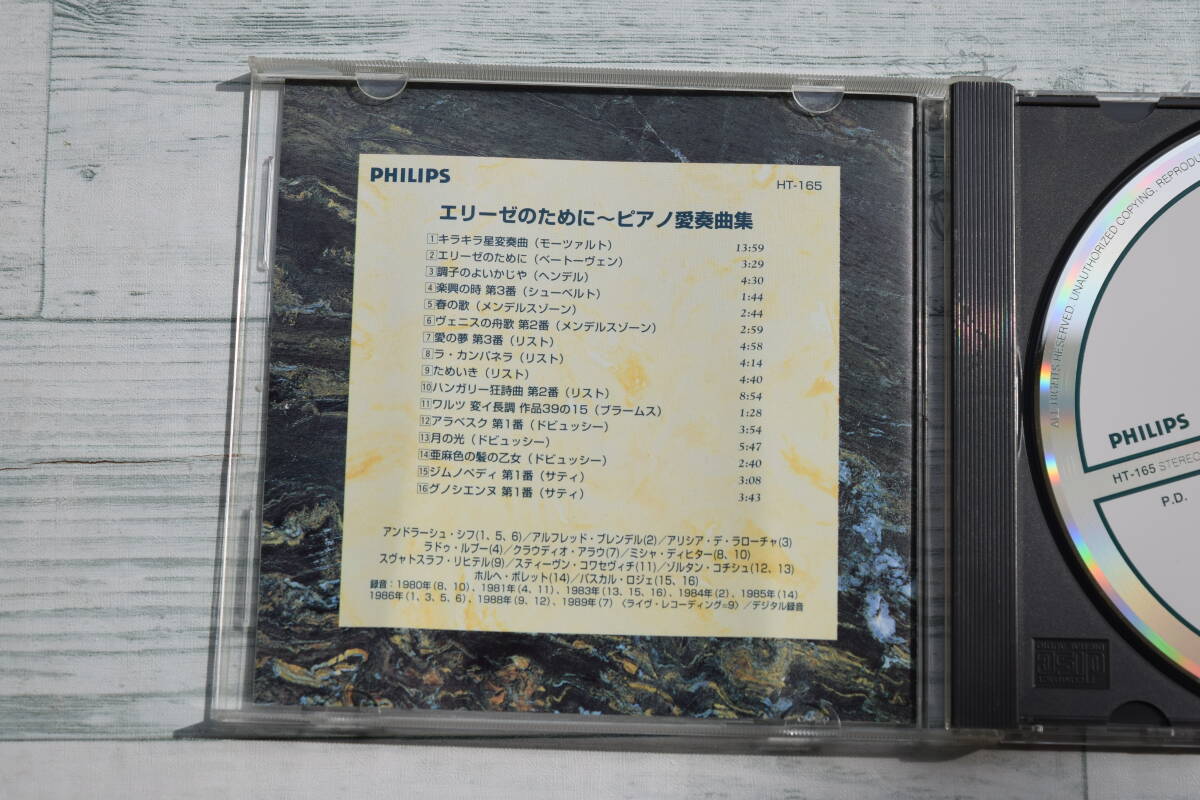 PHILIPS
HT-165
エリーゼのために～ピアノ愛奏曲集
1 キラキラ星変奏曲（モーツァルト） 13:59
2 エリーゼのために（ベートーヴェン） 3:29
3 調子のよいかじや（ヘンデル） 4:30
4 楽興の時 第3番（シューベルト） 1:44
5 春の歌（メンデルスゾーン） 2:44
6 ヴェニスの舟歌 第2番（メンデルスゾーン） 2:59
7 愛の夢 第3番（リスト） 4:58
8 ラ・カンパネラ（リスト） 4:14
9 ためいき（リスト） 4:40
10 ハンガリー狂詩曲 第2番（リスト） 8:54
11 ワルツ 変イ長調 作品39の15（ブラームス） 1:28
12 アラベスク 第1番（ドビュッシー） 3:54
13 月の光（ドビュッシー） 5:47
14 亜麻色の髪の乙女（ドビュッシー） 2:40
15 ジムノペディ 第1番（サティ） 3:08
16 グノシエンヌ 第1番（サティ） 3:43
アンドラーシュ・シフ(1、5、6)／アルフレッド・ブレンデル(2)／アリシア・デ・ラローチャ(3)
ラドゥ・ルプー(4)／クラウディオ・アラウ(7)／ミシャ・ディヒター(8、10)
スヴャトスラフ・リヒテル(9)／スティーヴン・コワセヴィチ(11)／ゾルタン・コチシュ(12、13)
ホルヘ・ボレット(14)／パスカル・ロジェ(15、16)
録音：1980年(8、10)、1981年(4、11)、1983年(13、15、16)、1984年(2)、1985年(14)
1986年(1、3、5、6)、1988年(9、12)、1989年(7)〈ライヴ・レコーディング=9〉／デジタル録音
ALL RIGHTS RESERVED. UNAUTHORIZED COPYING, REPRODU
PHILIPS
HT-165 STEREO
P.D.